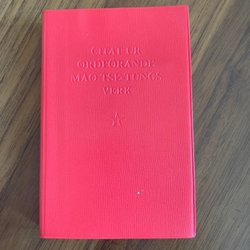 CITAT UR
ORDFÖRANDE
MAO TSE-TUNGS
VERK